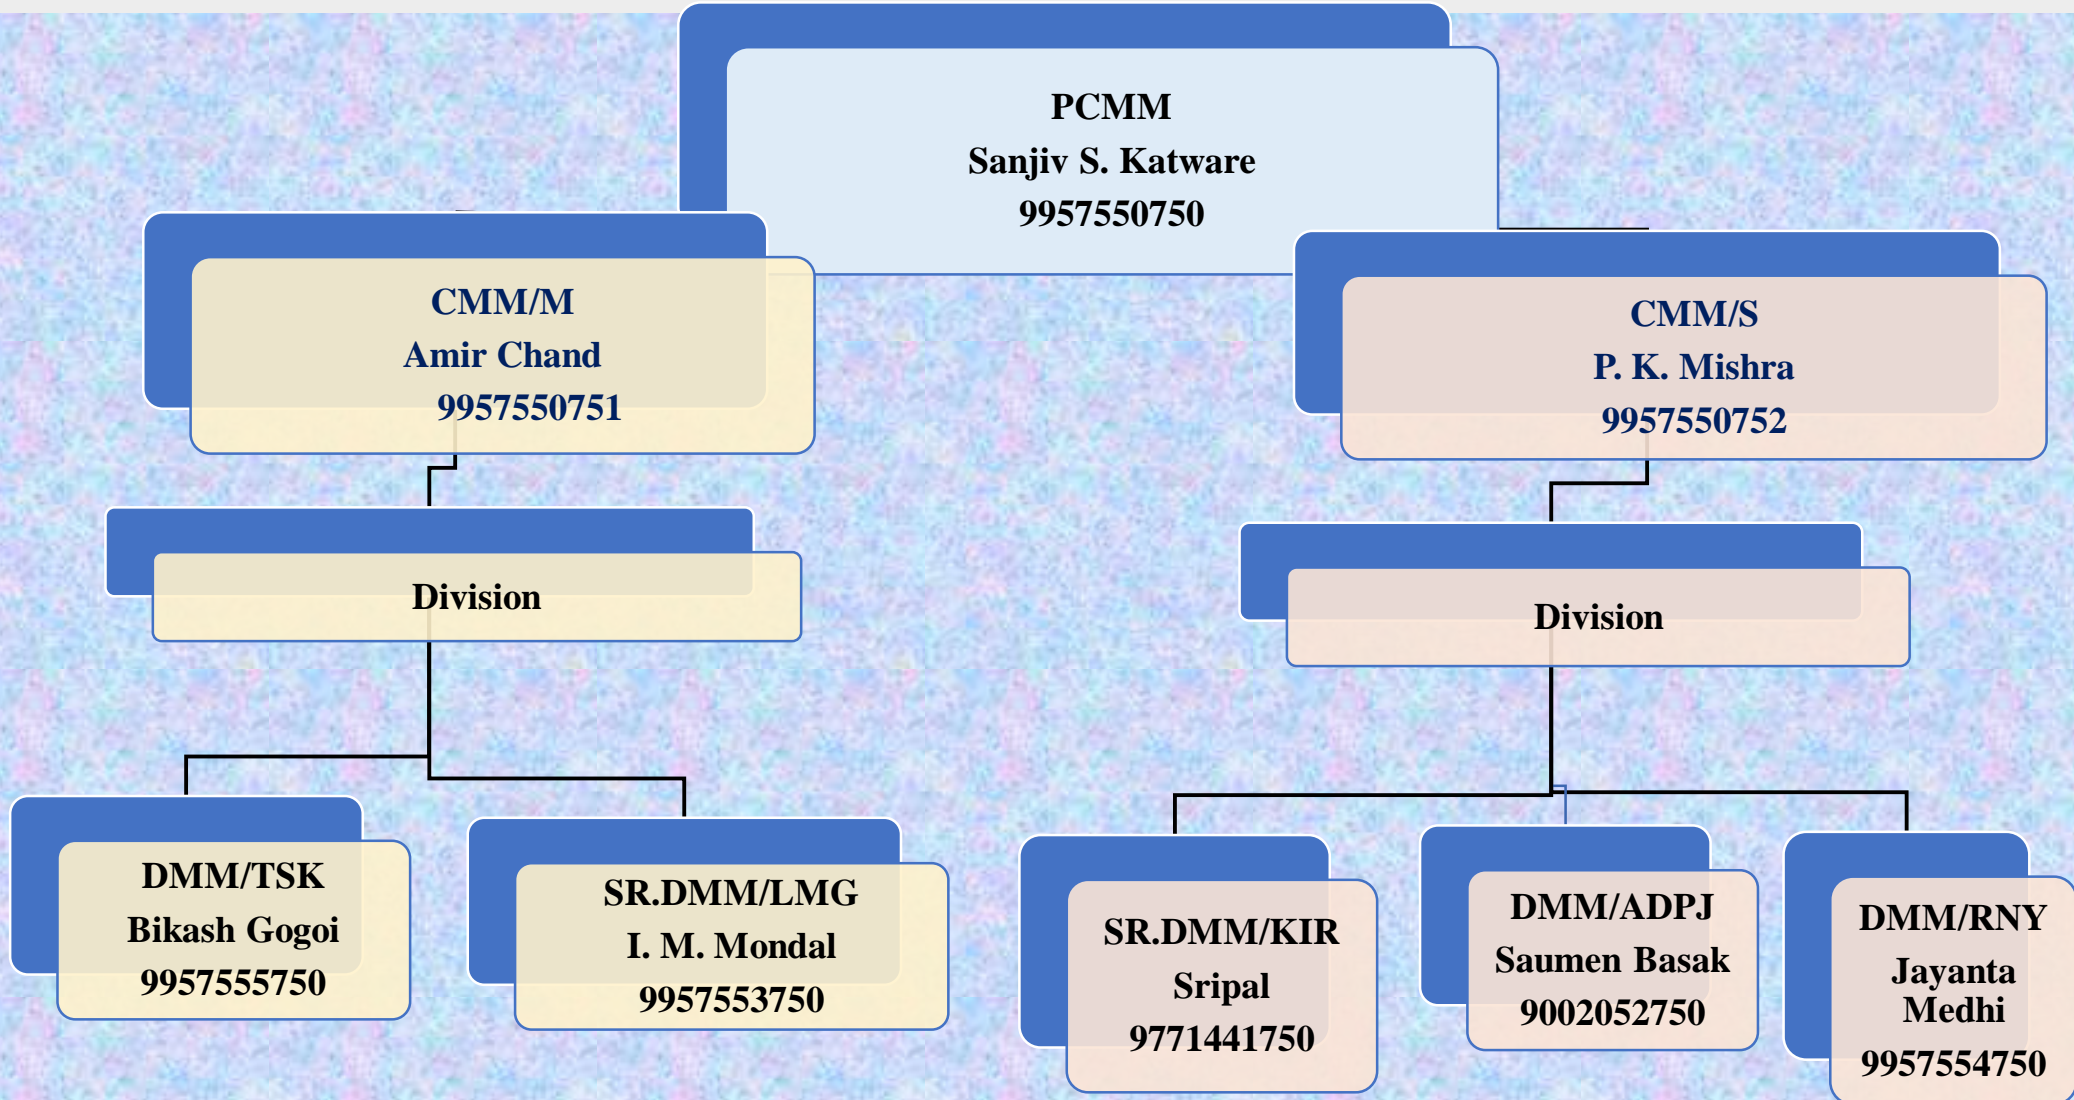 PCMM
Sanjiv S. Katware
9957550750
CMM/M
Amir Chand
9957550751
CMM/S
P. K. Mishra
9957550752
Division
Division
DMM/TSK
Bikash Gogoi
9957555750
SR.DMM/LMG
I. M. Mondal
9957553750
SR.DMM/KIR
Sripal
9771441750
DMM/ADPJ
Saumen Basak
9002052750
DMM/RNY
Jayanta
Medhi
9957554750